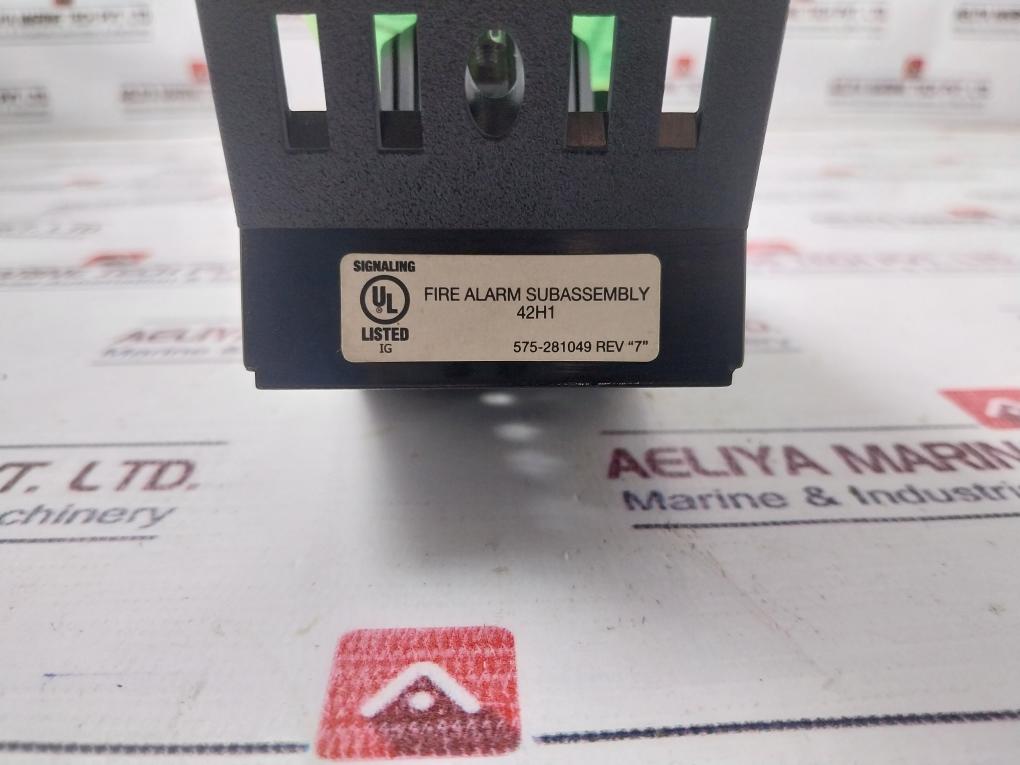 SIGNALING
UL
®
LISTED
IG
FIRE ALARM SUBASSEMBLY
42H1
575-281049 REV “7”
T. LTD.
chinery
AELIYA MARIN
Marine & Industri